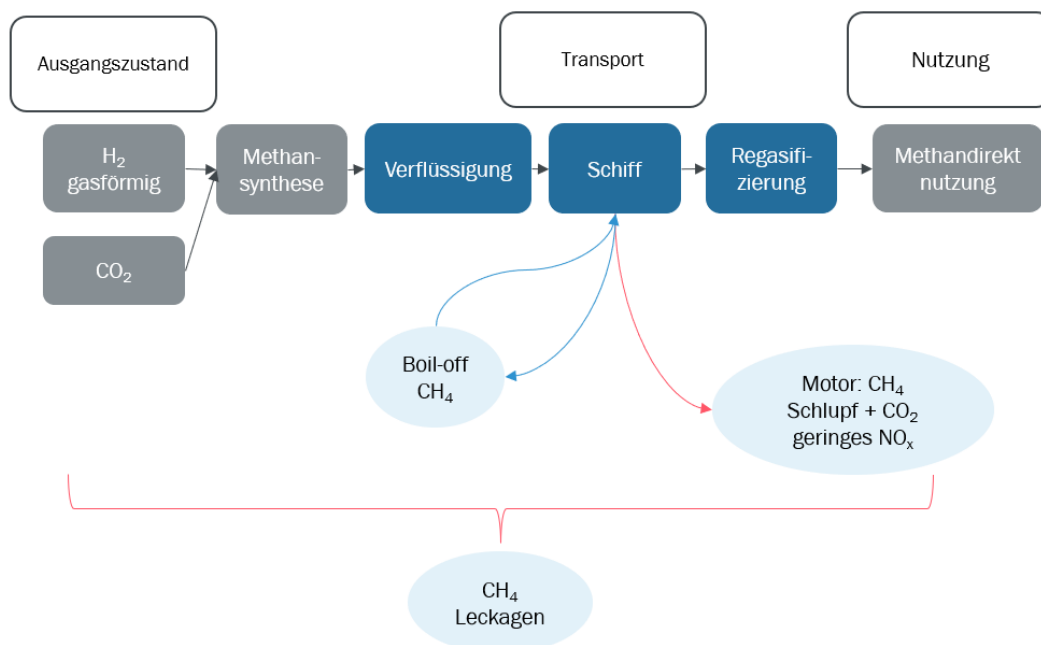 Ausgangszustand
Transport
Nutzung
H₂
gasförmig
Methan-
synthese
Verflüssigung
Schiff
Regasifi-
zierung
Methandirekt
nutzung
CO₂
Boil-off
CH₄
Motor: CH₄
Schlupf + CO₂
geringes NOₓ
CH₄
Leckagen